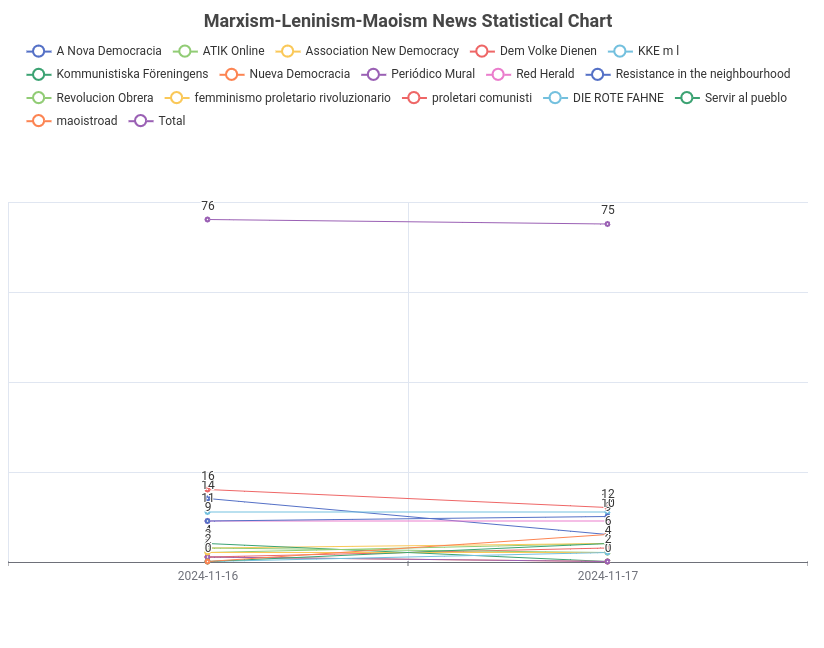 Marxism-Leninism-Maoism News Statistical Chart
A Nova Democracia ATIK Online Association New Democracy Dem Volke Dienen KKE m l
Kommunistiska Föreningens Nueva Democracia Periódico Mural Red Herald Resistance in the neighbourhood
Revolucion Obrera femminismo proletario rivoluzionario proletari comunisti DIE ROTE FAHNE Servir al pueblo
maoistroad Total
76 75
16
14 12
11 10
9
6
4
2 2
0 0
2024-11-16 2024-11-17